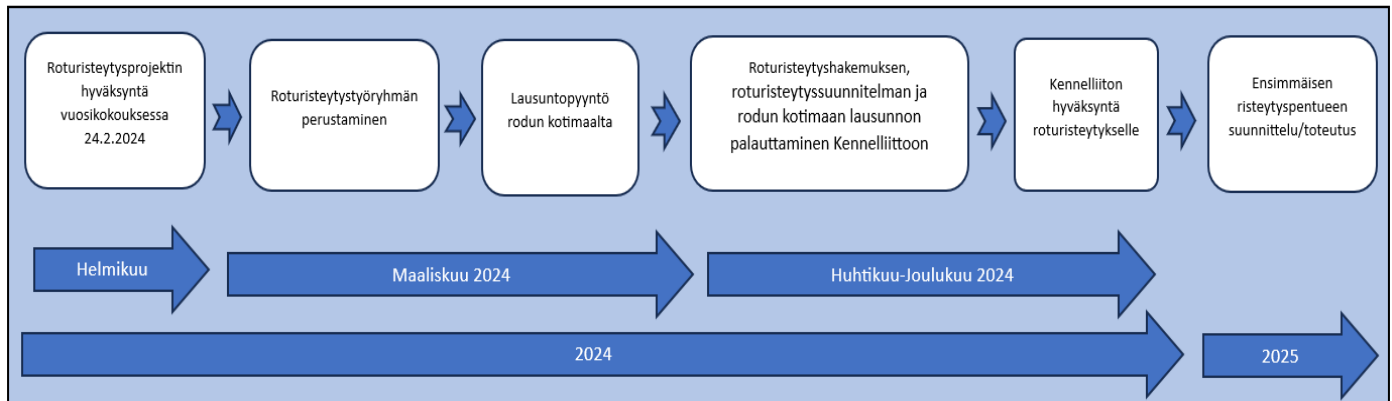 Roturisteytysprojektin
hyväksyntä
vuosikokouksessa
24.2.2024
Roturisteytystyöryhmän
perustaminen
Lausuntopyyntö
rodun kotimaalta
Roturisteytyshakemuksen,
roturisteytyssuunnitelman ja
rodun kotimaan lausunnon
palauttaminen Kennelliittoon
Kennelliiton
hyväksyntä
roturisteytykselle
Ensimmäisen
risteytyspentueen
suunnittelu/toteutus
Helmikuu
Maaliskuu 2024
Huhtikuu-Joulukuu 2024
2024
2025